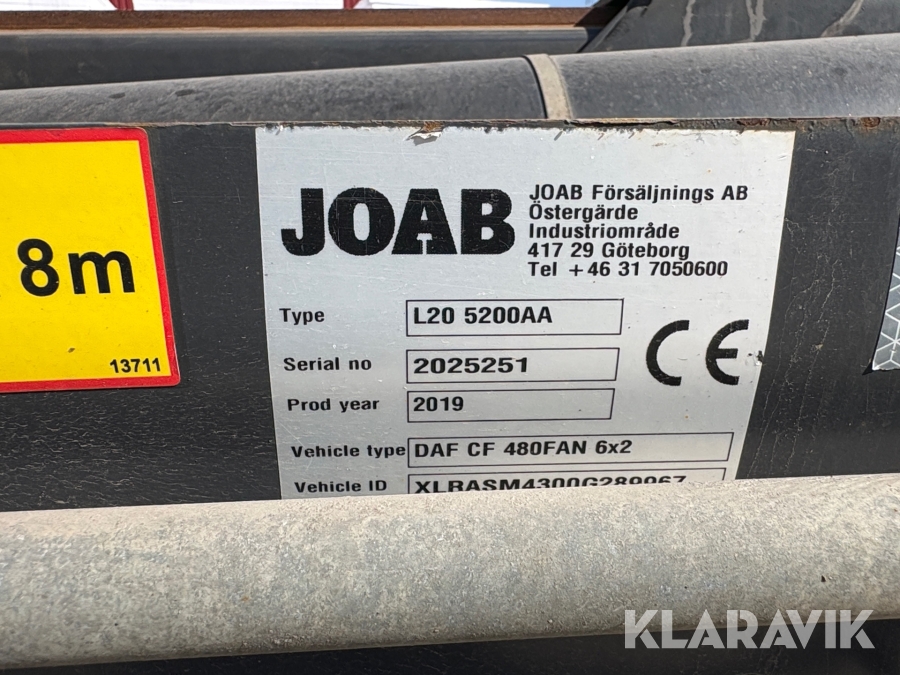 8m
13711
JOAB
JOAB Försäljnings AB
Östergärde
Industriområde
417 29 Göteborg
Tel +46 31 7050600
Type L20 5200AA
Serial no 2025251
CE
Prod year 2019
Vehicle type DAF CF 480FAN 6x2
Vehicle ID
KLARAVIK